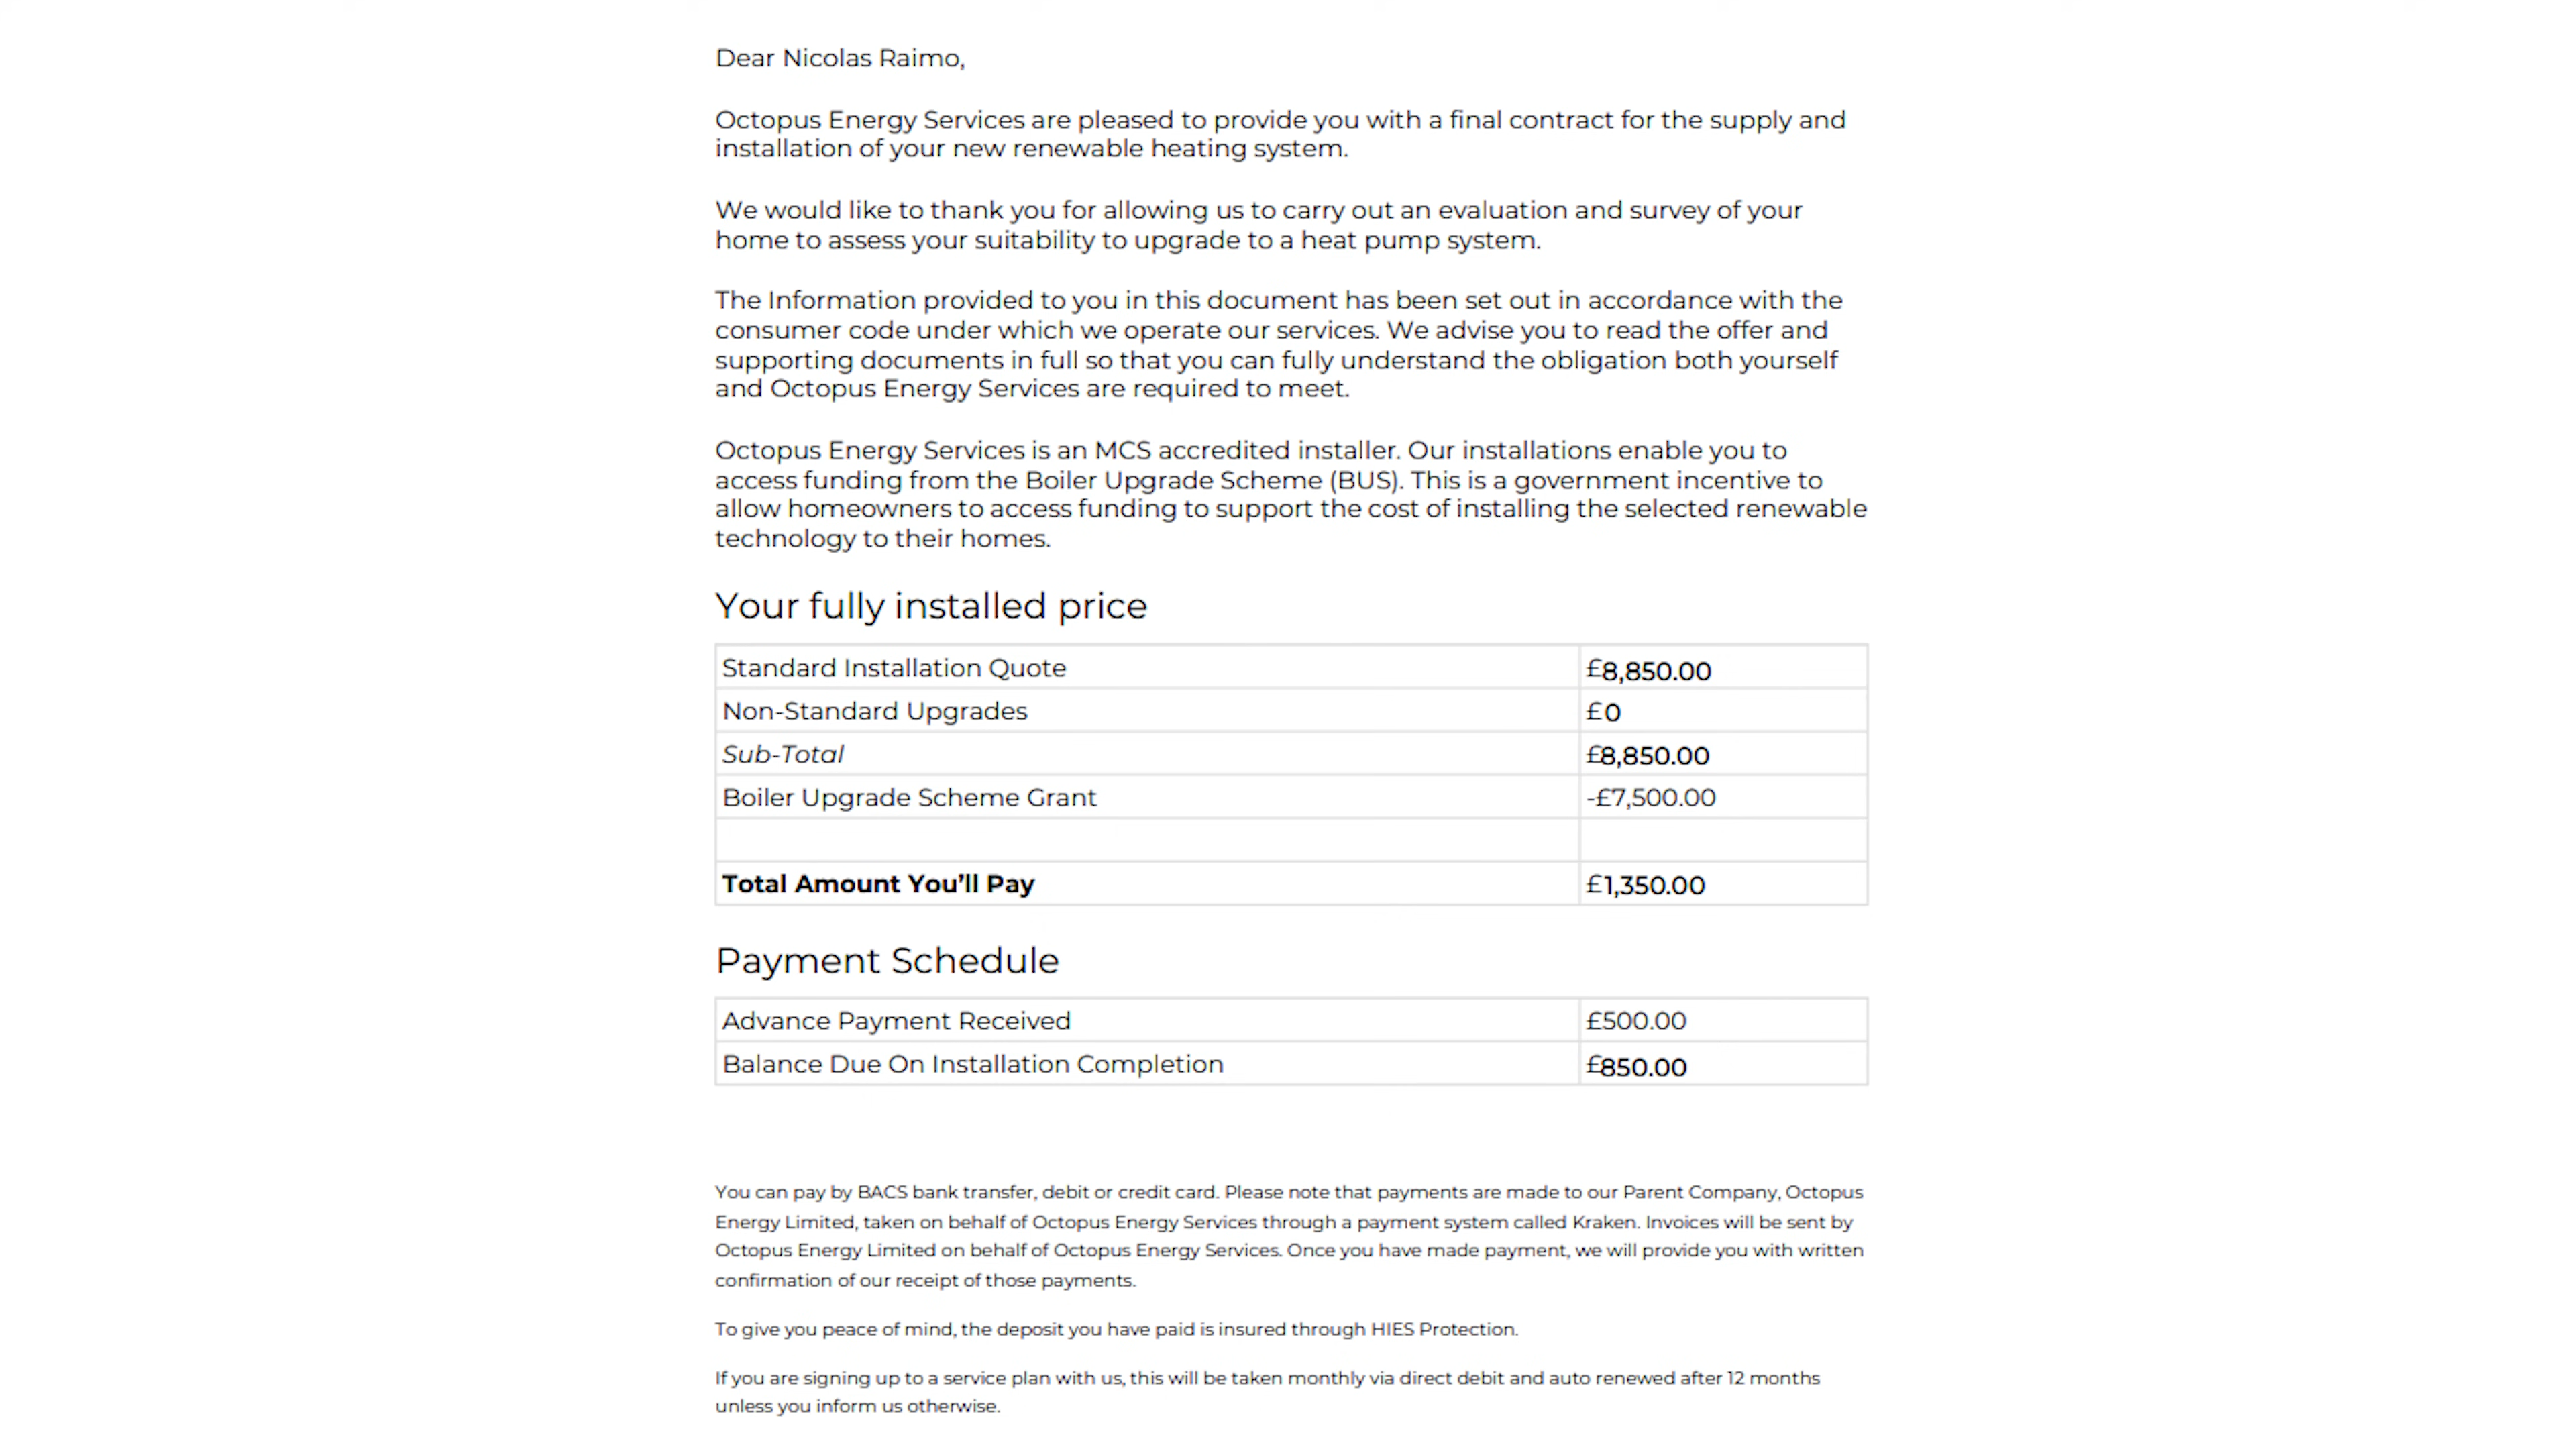 Dear Nicolas Raimo,
Octopus Energy Services are pleased to provide you with a final contract for the supply and
installation of your new renewable heating system.
We would like to thank you for allowing us to carry out an evaluation and survey of your
home to assess your suitability to upgrade to a heat pump system.
The Information provided to you in this document has been set out in accordance with the
consumer code under which we operate our services. We advise you to read the offer and
supporting documents in full so that you can fully understand the obligation both yourself
and Octopus Energy Services are required to meet.
Octopus Energy Services is an MCS accredited installer. Our installations enable you to
access funding from the Boiler Upgrade Scheme (BUS). This is a government incentive to
allow homeowners to access funding to support the cost of installing the selected renewable
technology to their homes.
Your fully installed price
Standard Installation Quote £8,850.00
Non-Standard Upgrades £0
Sub-Total £8,850.00
Boiler Upgrade Scheme Grant -£7,500.00
Total Amount You'll Pay £1,350.00
Payment Schedule
Advance Payment Received £500.00
Balance Due On Installation Completion £850.00
You can pay by BACS bank transfer, debit or credit card. Please note that payments are made to our Parent Company, Octopus
Energy Limited, taken on behalf of Octopus Energy Services through a payment system called Kraken. Invoices will be sent by
Octopus Energy Limited on behalf of Octopus Energy Services. Once you have made payment, we will provide you with written
confirmation of our receipt of those payments.
To give you peace of mind, the deposit you have paid is insured through HIES Protection.
If you are signing up to a service plan with us, this will be taken monthly via direct debit and auto renewed after 12 months
unless you inform us otherwise.